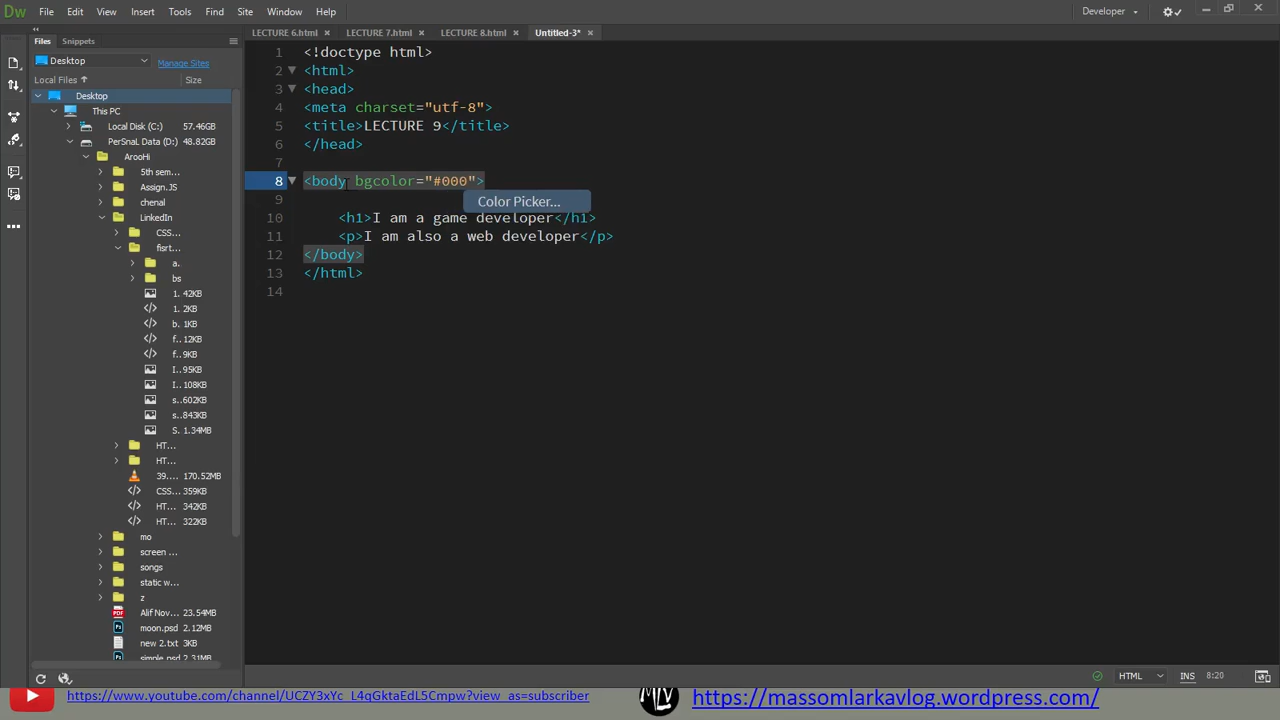 Dw File Edit View Insert Tools Find Site Window Help Developer
LECTURE 6.html LECTURE 7.html LECTURE 8.html Untitled-3*
Files Snippets
Desktop Manage Sites
Local Files Size
Desktop
This PC
Local Disk (C:) 57.46GB
PerSnaL Data (D:) 48.82GB
ArooHi
5th sem...
Assign.JS
chenal
LinkedIn
CSS...
fisrt...
a.
bs
1. 42KB
1. 2KB
b. 1KB
f.. 12KB
f.. 9KB
I.. 95KB
I.. 108KB
s.. 602KB
s.. 843KB
S. 1.34MB
HT...
HT...
39.... 170.52MB
CSS... 359KB
HT... 342KB
HT... 322KB
mo
screen ...
songs
static w...
z
Alif Nov... 23.54MB
moon.psd 2.12MB
new 2.txt 3KB
simple.psd 2.31MB
1 <!doctype html>
2 <html>
3 <head>
4 <meta charset="utf-8">
5 <title>LECTURE 9</title>
6 </head>
7
8 <body bgcolor="#000">
9 Color Picker...
10 <h1>I am a game developer</h1>
11 <p>I am also a web developer</p>
12 </body>
13 </html>
14
HTML INS 8:20
https://www.youtube.com/channel/UCZY3xYc_L4qGktaEdL5Cmpw?view_as=subscriber MLV https://massomlarkavlog.wordpress.com/